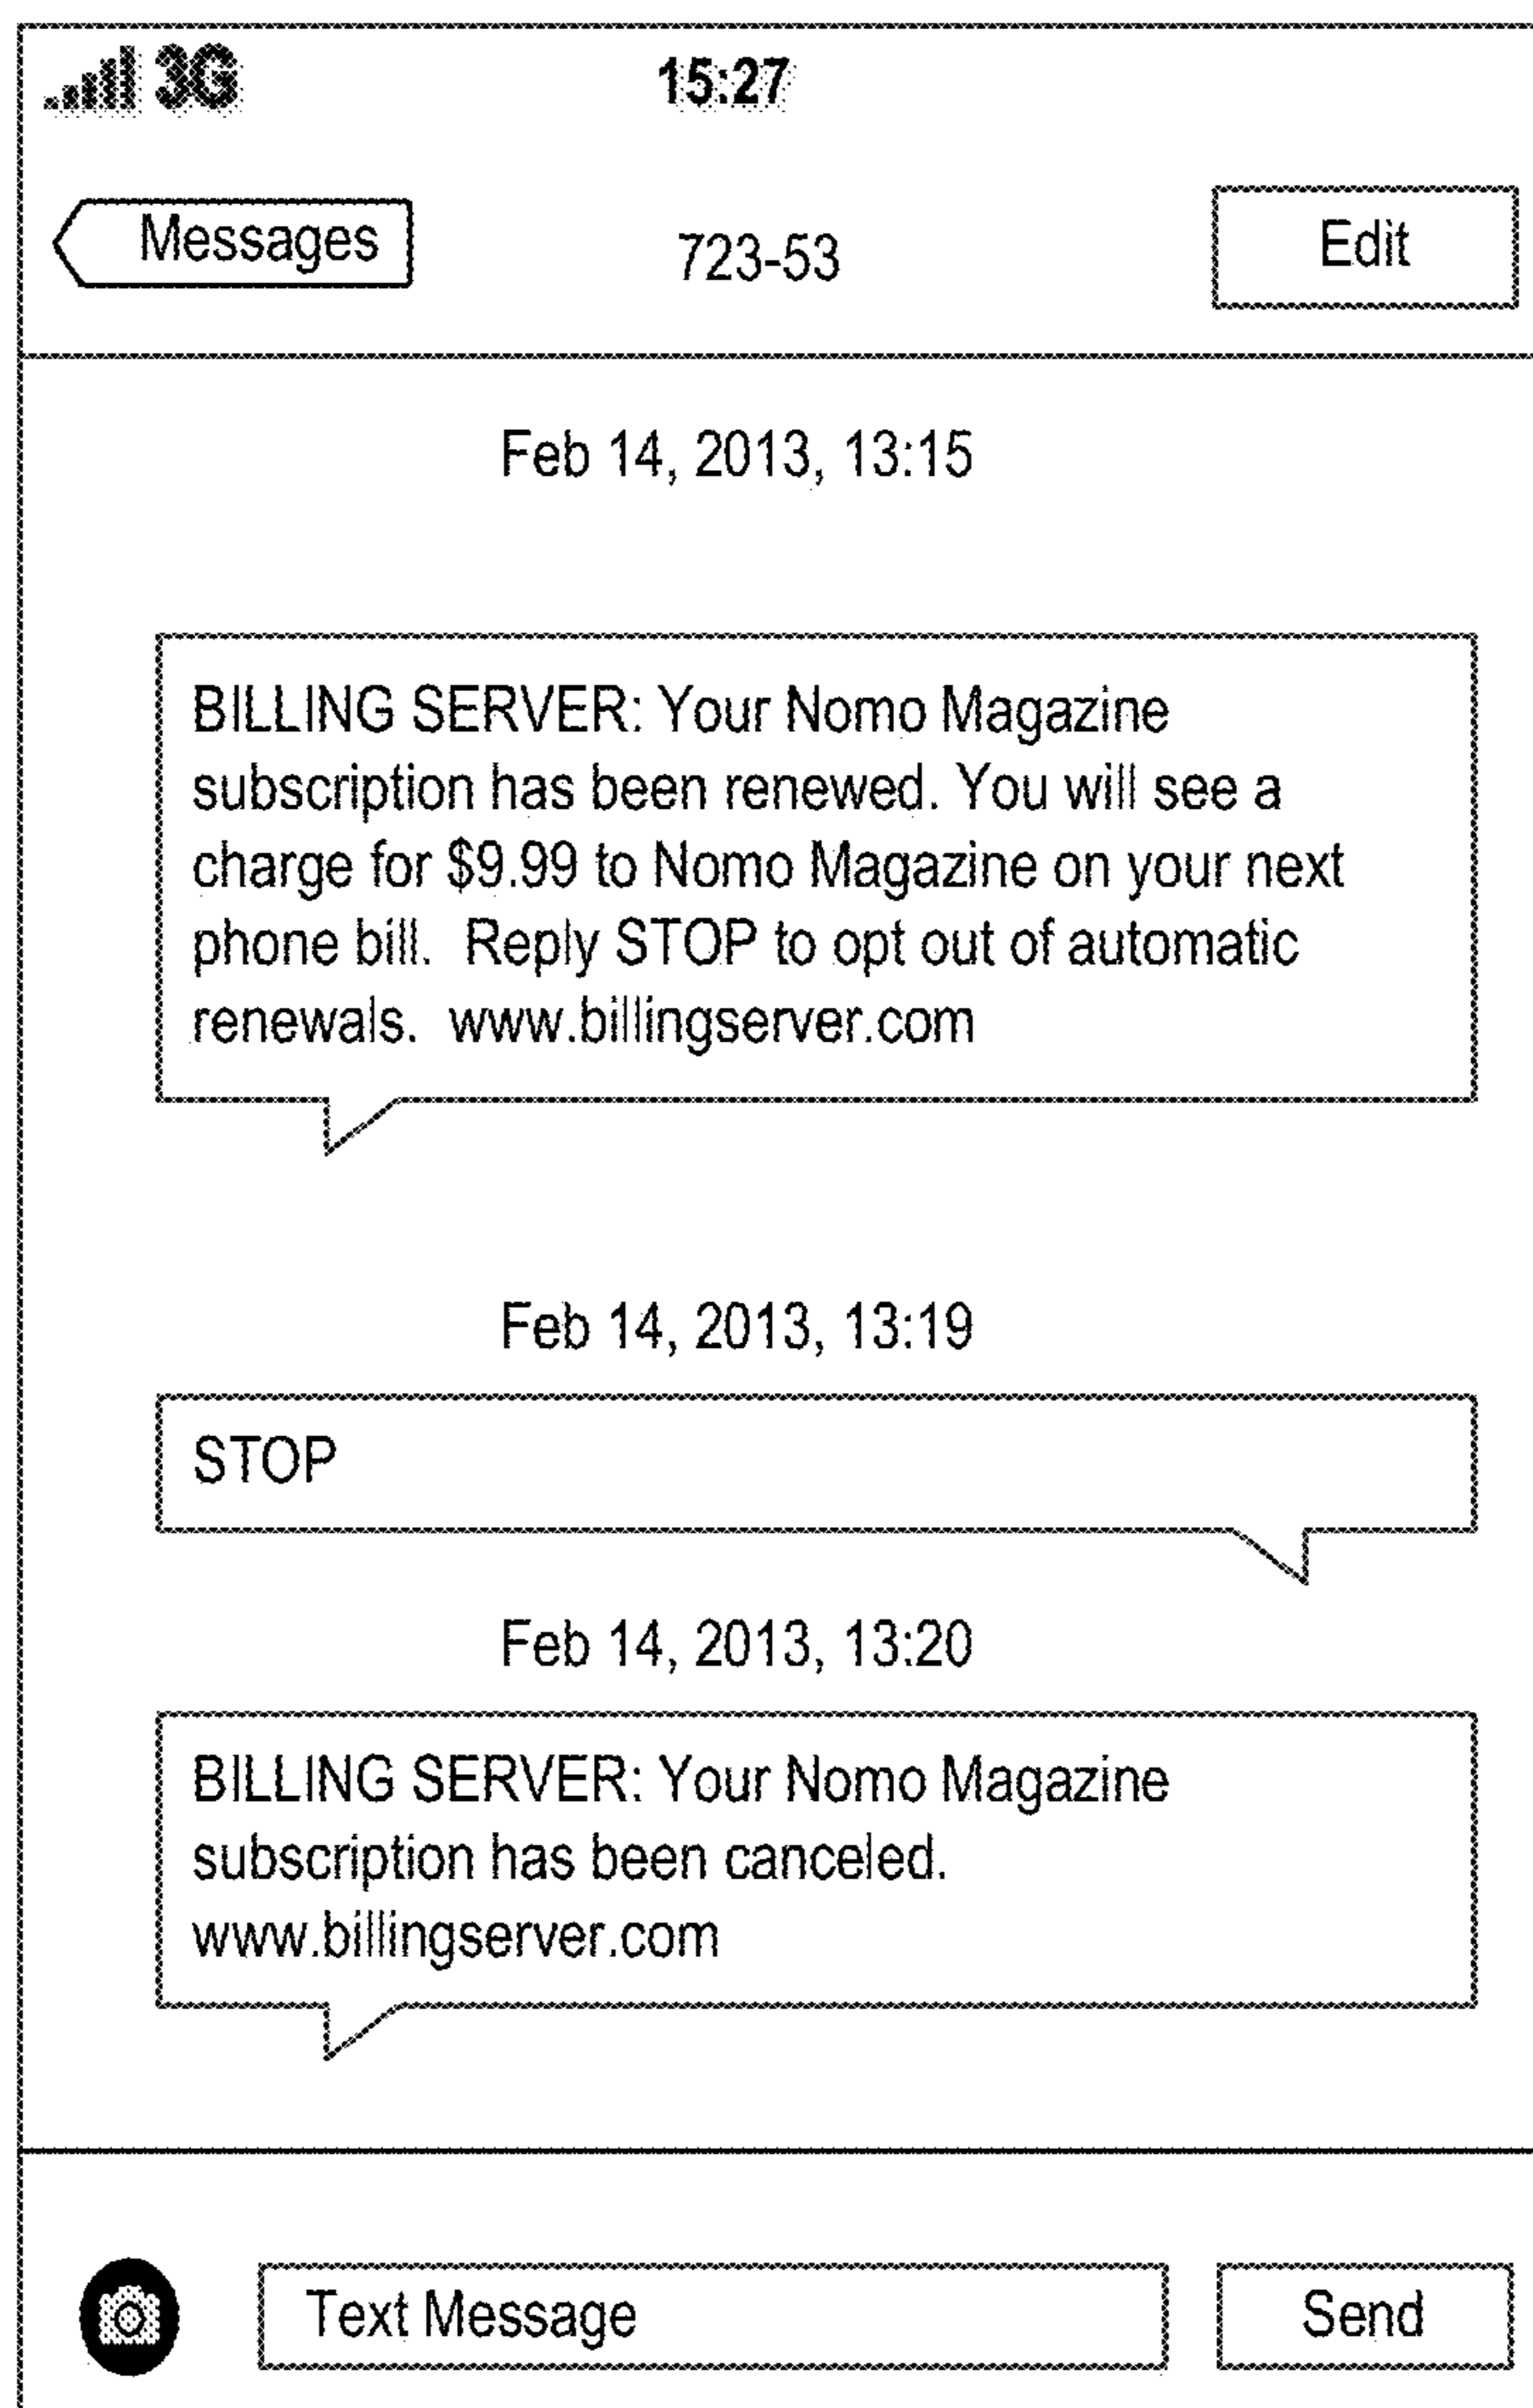 3G 15:27
Messages 723-53 Edit
Feb 14, 2013, 13:15
BILLING SERVER: Your Nomo Magazine
subscription has been renewed. You will see a
charge for $9.99 to Nomo Magazine on your next
phone bill. Reply STOP to opt out of automatic
renewals. www.billingserver.com
Feb 14, 2013, 13:19
STOP
Feb 14, 2013, 13:20
BILLING SERVER: Your Nomo Magazine
subscription has been canceled.
www.billingserver.com
Text Message Send